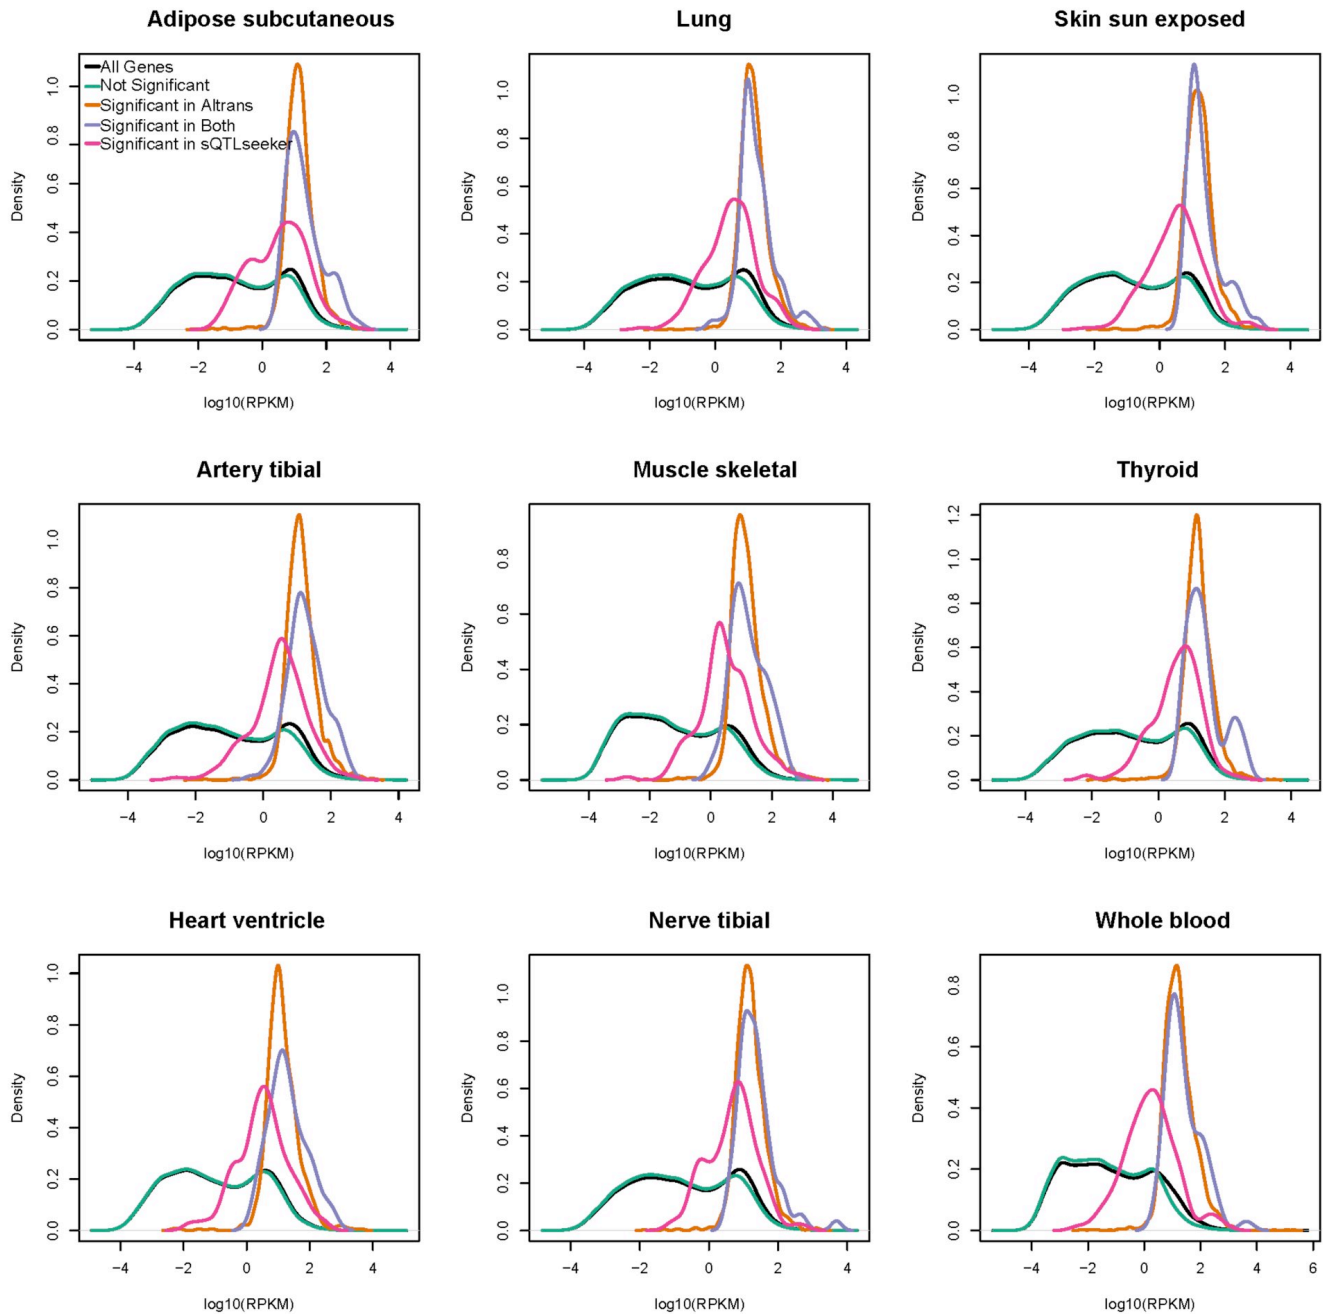 Adipose subcutaneous
All Genes
Not Significant
Significant in Altrans
Significant in Both
Significant in sQTLseeker
Density
0.0 0.2 0.4 0.6 0.8 1.0
−4 −2 0 2 4
log10(RPKM)
Lung
Density
0.0 0.2 0.4 0.6 0.8 1.0
−4 −2 0 2 4
log10(RPKM)
Skin sun exposed
Density
0.0 0.2 0.4 0.6 0.8 1.0
−4 −2 0 2 4
log10(RPKM)
Artery tibial
Density
0.0 0.2 0.4 0.6 0.8 1.0
−4 −2 0 2 4
log10(RPKM)
Muscle skeletal
Density
0.0 0.2 0.4 0.6 0.8
−4 −2 0 2 4
log10(RPKM)
Thyroid
Density
0.0 0.2 0.4 0.6 0.8 1.0 1.2
−4 −2 0 2 4
log10(RPKM)
Heart ventricle
Density
0.0 0.2 0.4 0.6 0.8 1.0
−4 −2 0 2 4
log10(RPKM)
Nerve tibial
Density
0.0 0.2 0.4 0.6 0.8 1.0
−4 −2 0 2 4
log10(RPKM)
Whole blood
Density
0.0 0.2 0.4 0.6 0.8
−4 −2 0 2 4 6
log10(RPKM)